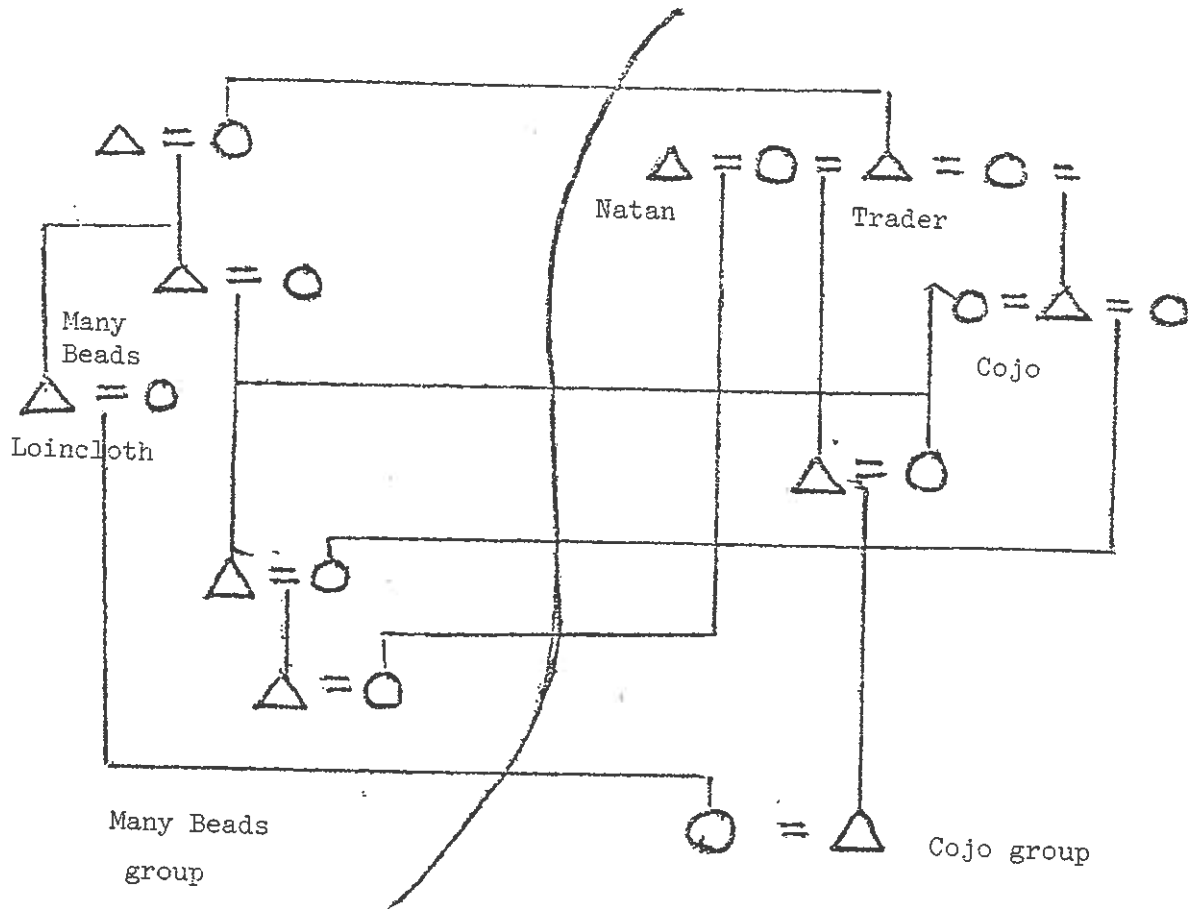 Natan
Trader
Many
Beads
Cojo
Loincloth
Many Beads
group
Cojo group